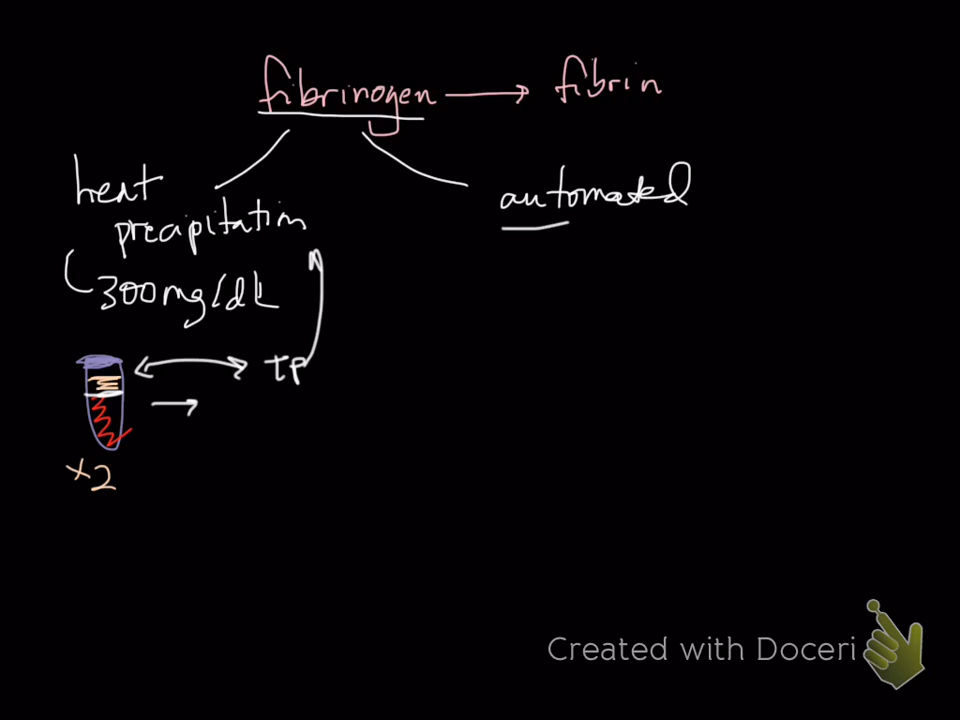 fibrinogen → fibrin
heat
precipitation
automated
300mg/dL
TP
x2
Created with Doceri